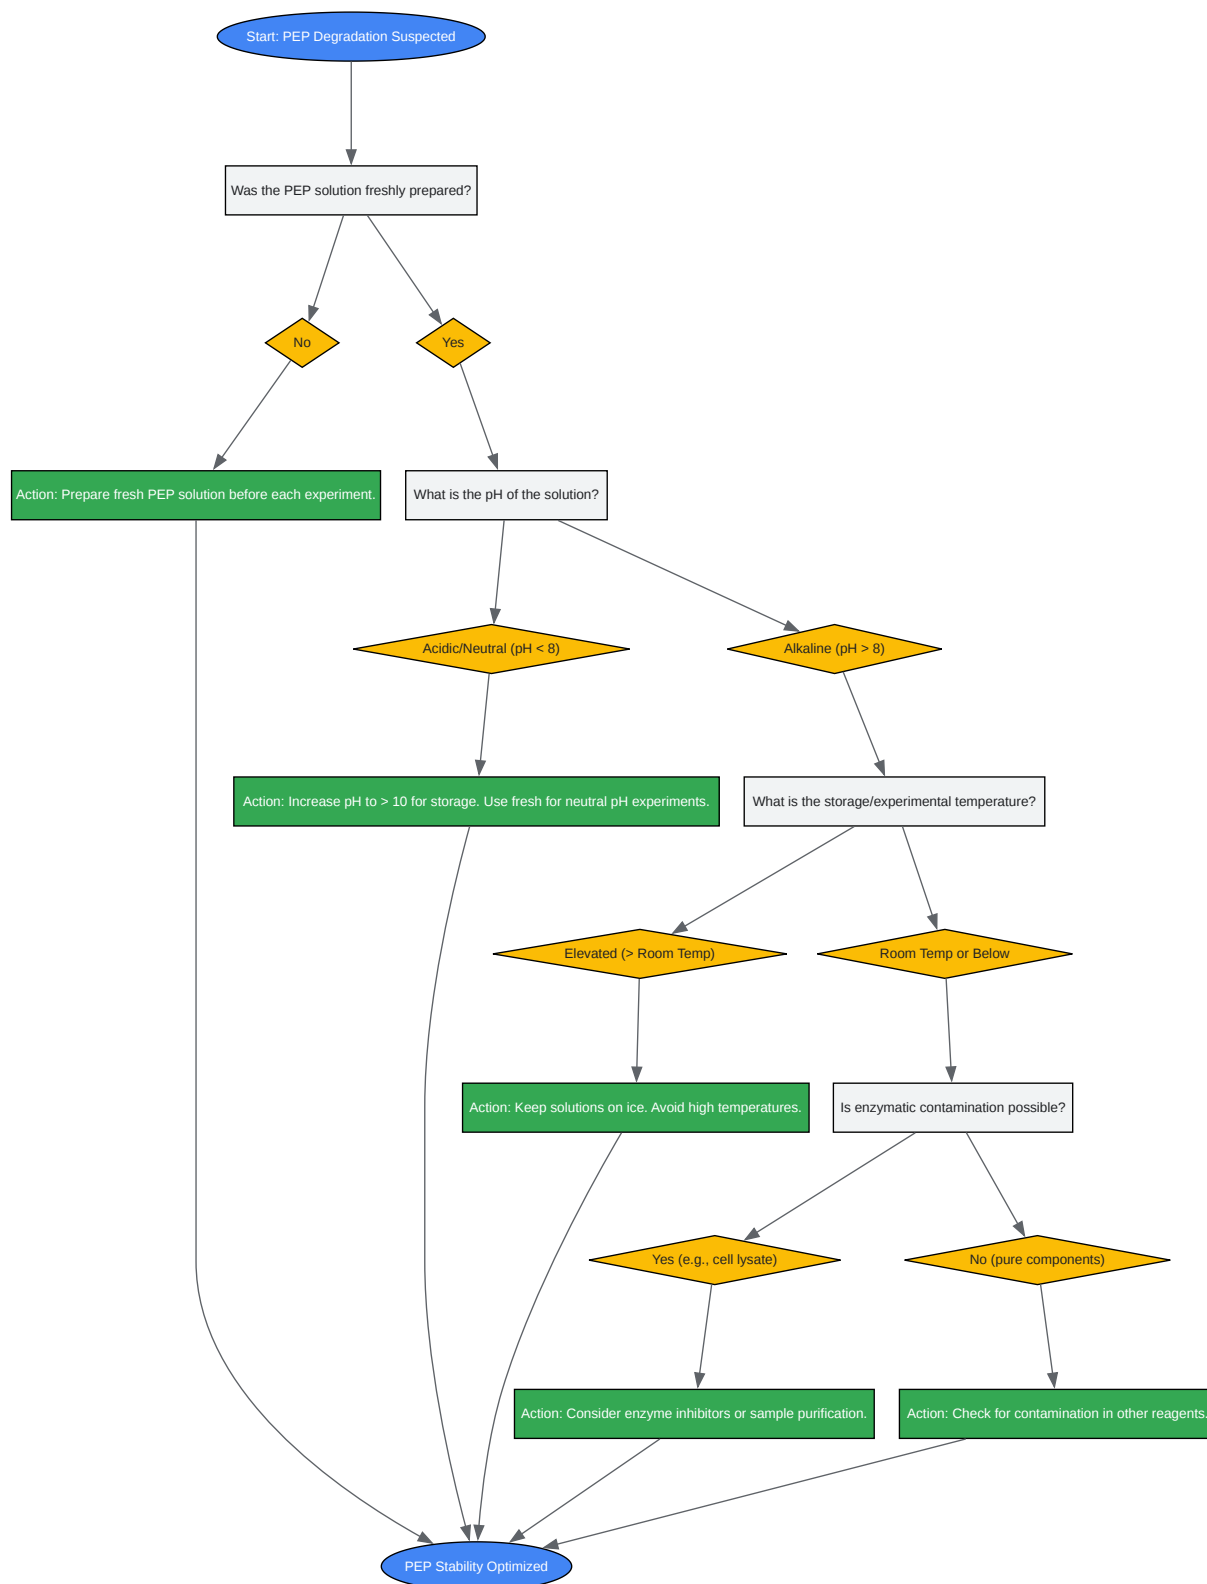 Start: PEP Degradation Suspected
Was the PEP solution freshly prepared?
No
Yes
Action: Prepare fresh PEP solution before each experiment.
What is the pH of the solution?
Acidic/Neutral (pH < 8)
Alkaline (pH > 8)
Action: Increase pH to > 10 for storage. Use fresh for neutral pH experiments.
What is the storage/experimental temperature?
Elevated (> Room Temp)
Room Temp or Below
Action: Keep solutions on ice. Avoid high temperatures.
Is enzymatic contamination possible?
Yes (e.g., cell lysate)
No (pure components)
Action: Consider enzyme inhibitors or sample purification.
Action: Check for contamination in other reagents.
PEP Stability Optimized